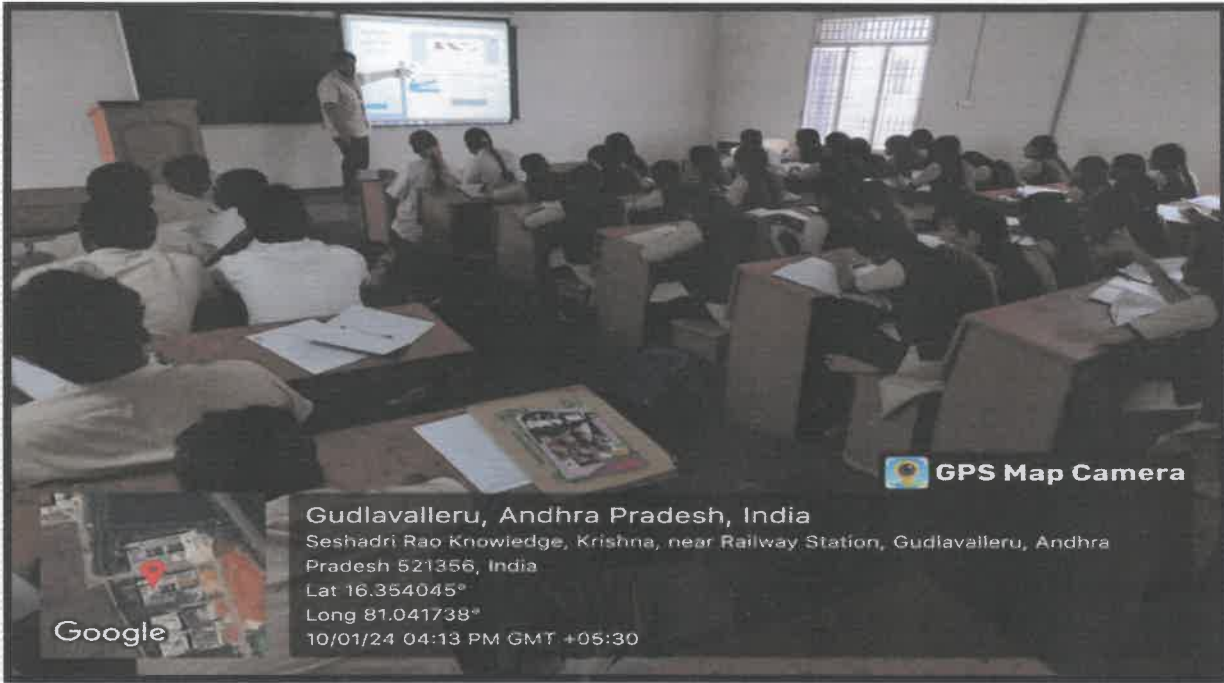 GPS Map Camera
Gudlavalleru, Andhra Pradesh, India
Seshadri Rao Knowledge, Krishna, near Railway Station, Gudlavalleru, Andhra
Pradesh 521356, India
Lat 16.354045°
Long 81.041738°
10/01/24 04:13 PM GMT +05:30
Google